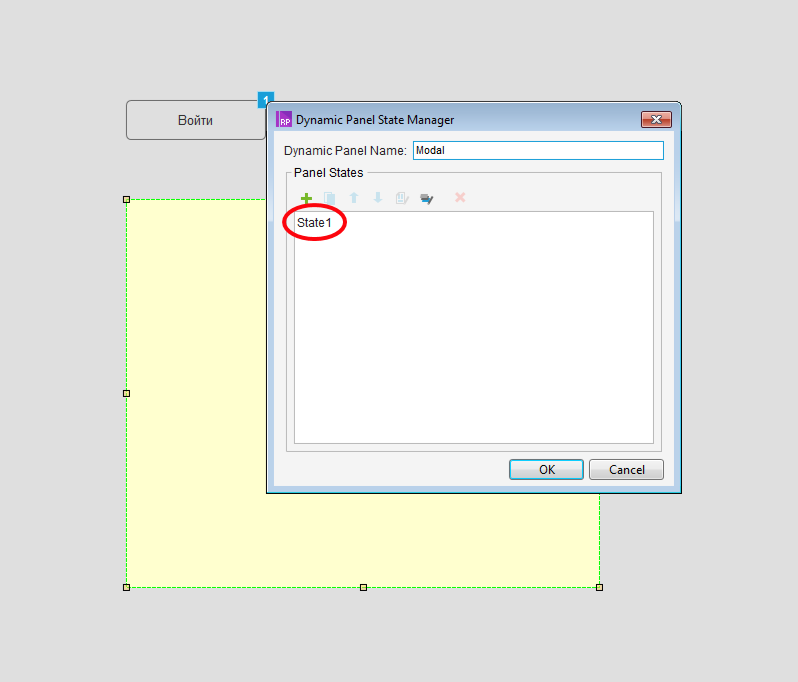 Войти
1
RP
Dynamic Panel State Manager
Dynamic Panel Name:
Modal
Panel States
State1
OK
Cancel